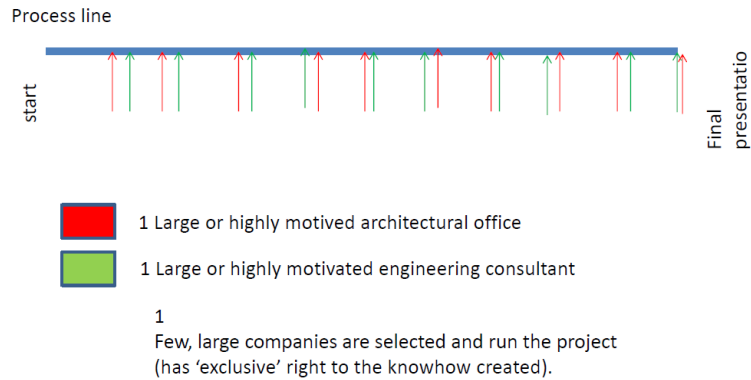 Process line
start
Final
presentatio
1 Large or highly motived architectural office
1 Large or highly motivated engineering consultant
1
Few, large companies are selected and run the project
(has ‘exclusive’ right to the knowhow created).